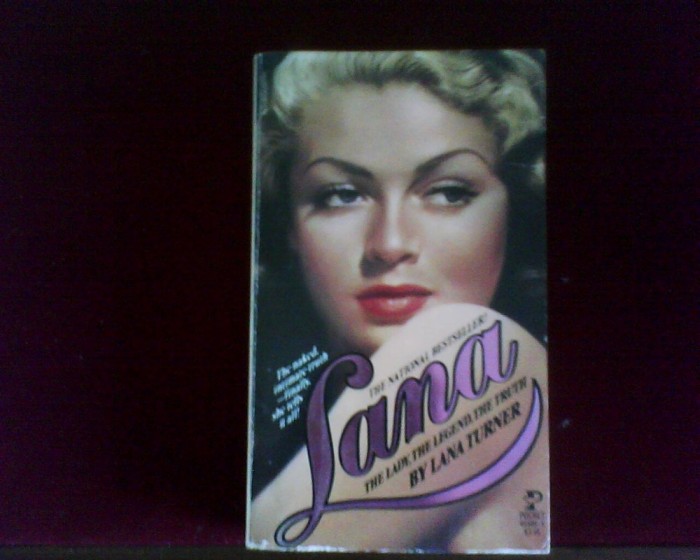 The naked,
intimate truth
—finally,
she tells
it all!
THE NATIONAL BESTSELLER!
Lana
THE LADY, THE LEGEND, THE TRUTH
BY LANA TURNER
POCKET